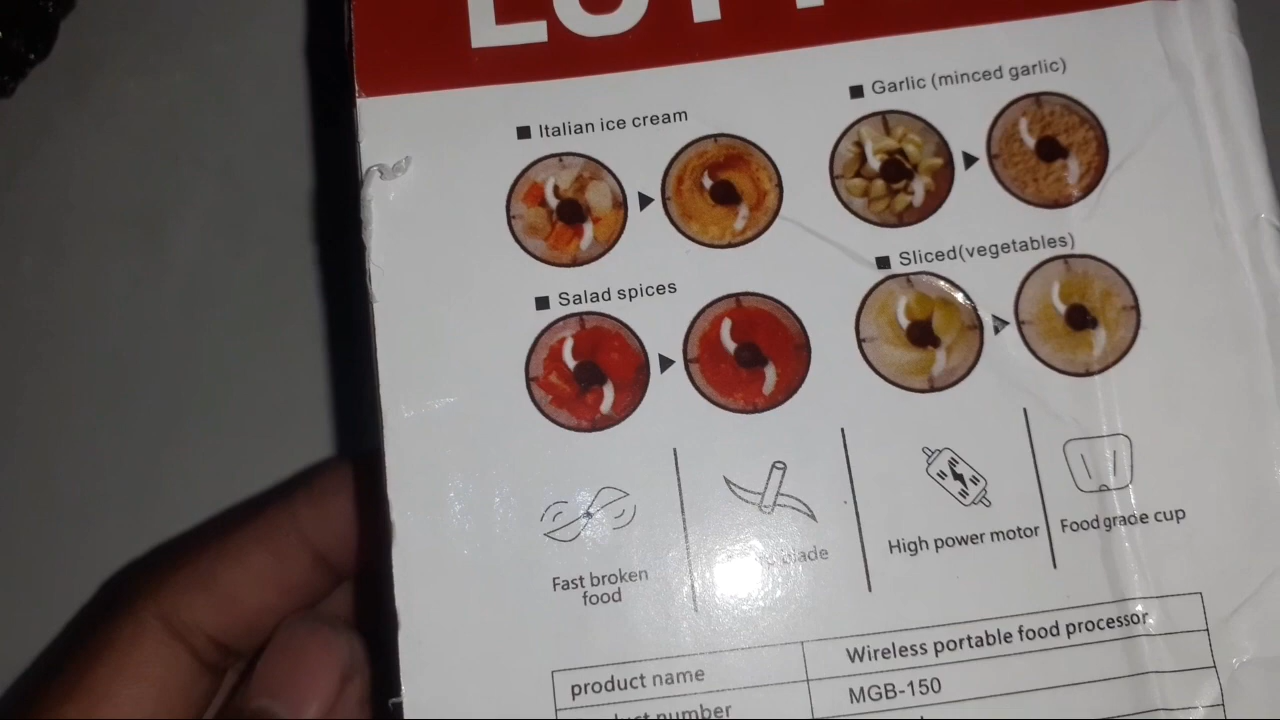 Italian ice cream
Garlic (minced garlic)
Salad spices
Sliced(vegetables)
Fast broken
food
blade
High power motor
Food grade cup
product name
Wireless portable food processor
number
MGB-150